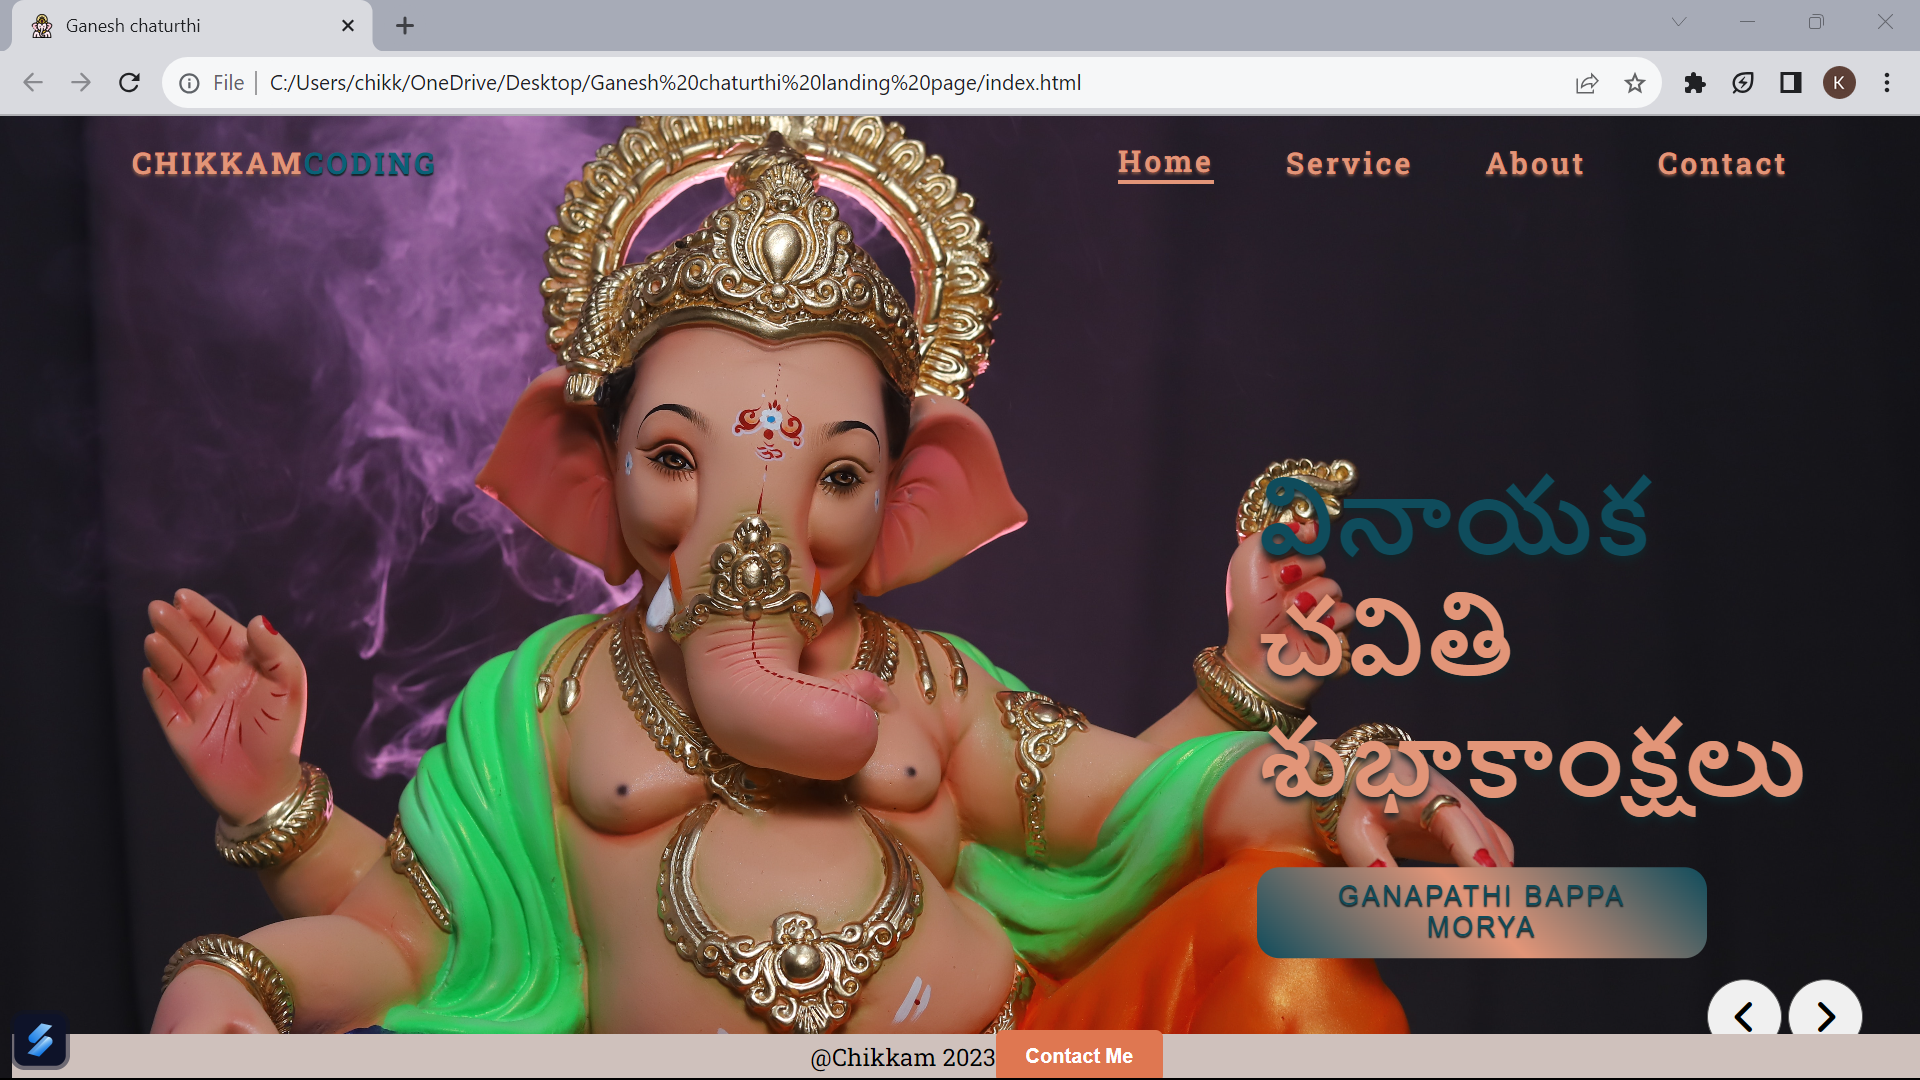 Ganesh chaturthi
File
C:/Users/chikk/OneDrive/Desktop/Ganesh%20chaturthi%20landing%20page/index.html
K
CHIKKAMCODING
Home Service About Contact
వినాయక
చవితి
శుభాకాంక్షలు
GANAPATHI BAPPA
MORYA
@Chikkam 2023
Contact Me